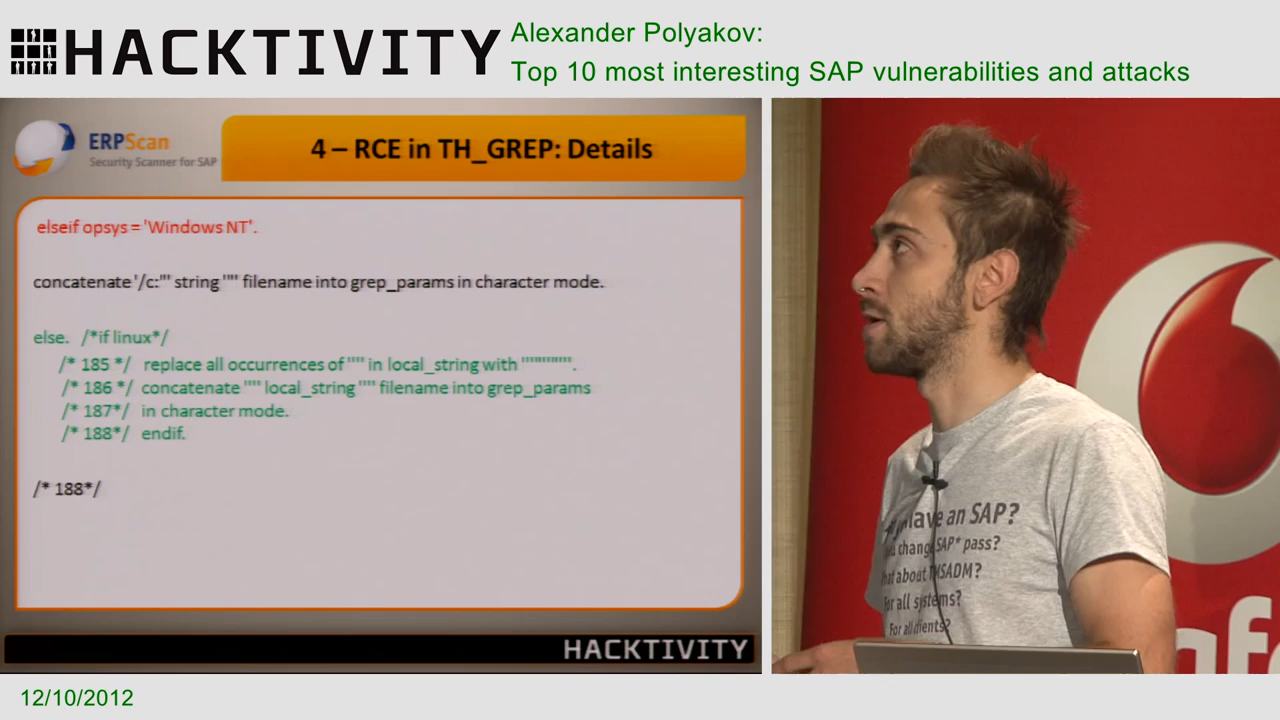 HACKTIVITY
Alexander Polyakov:
Top 10 most interesting SAP vulnerabilities and attacks
ERPScan
Security Scanner for SAP
4 – RCE in TH_GREP: Details
elseif opsys = 'Windows NT'.
concatenate '/c:"' string '"' filename into grep_params in character mode.
else. /*if linux*/
/* 185 */ replace all occurrences of '''' in local_string with '''"''"'''.
/* 186 */ concatenate '''' local_string '''' filename into grep_params
/* 187*/ in character mode.
/* 188*/ endif.
/* 188*/
HACKTIVITY
have an SAP?
change SAP* pass?
about TMSADM?
For all systems?
For all clients?
12/10/2012